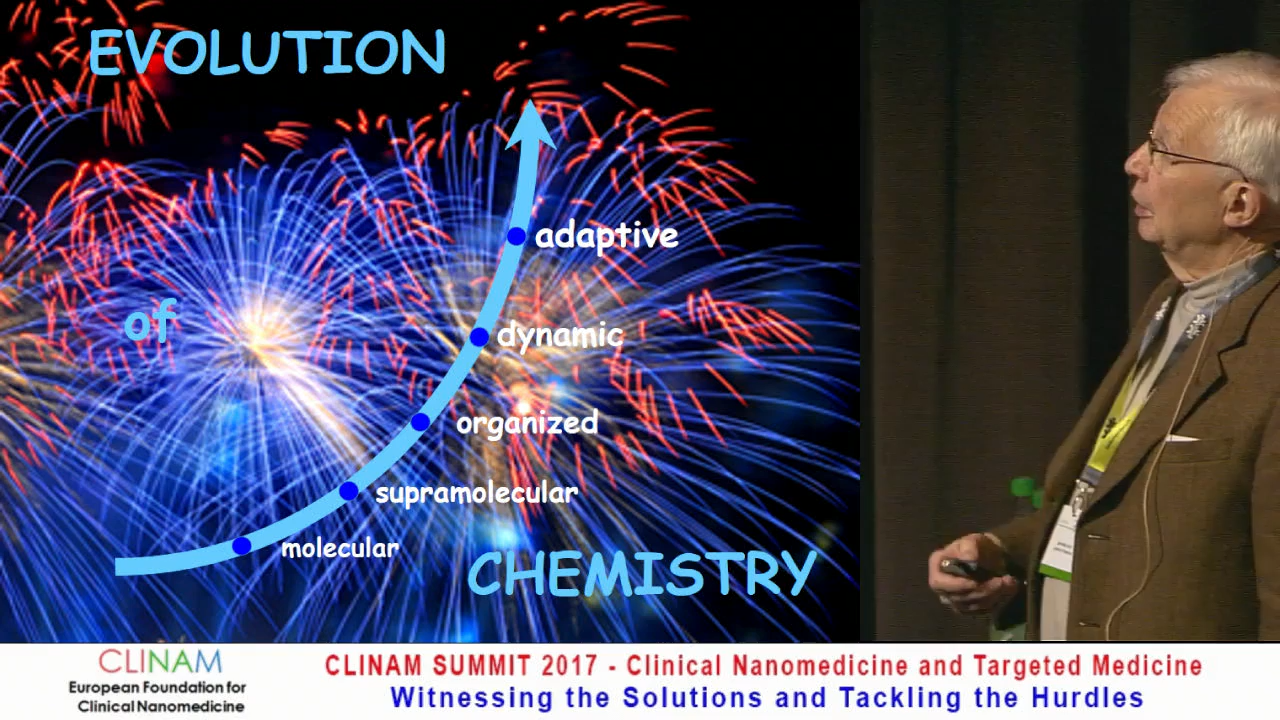 EVOLUTION
adaptive
of
dynamic
organized
supramolecular
molecular
CHEMISTRY
CLINAM
European Foundation for
Clinical Nanomedicine
CLINAM SUMMIT 2017 - Clinical Nanomedicine and Targeted Medicine
Witnessing the Solutions and Tackling the Hurdles